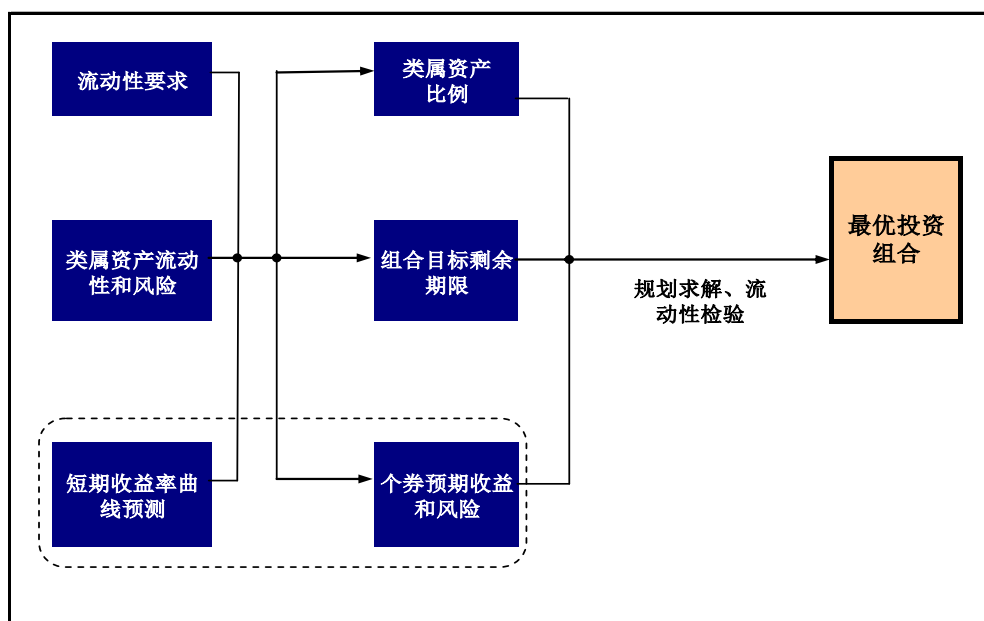 流动性要求
类属资产
比例
类属资产流动
性和风险
组合目标剩余
期限
最优投资
组合
规划求解、流
动性检验
短期收益率曲
线预测
个券预期收益
和风险